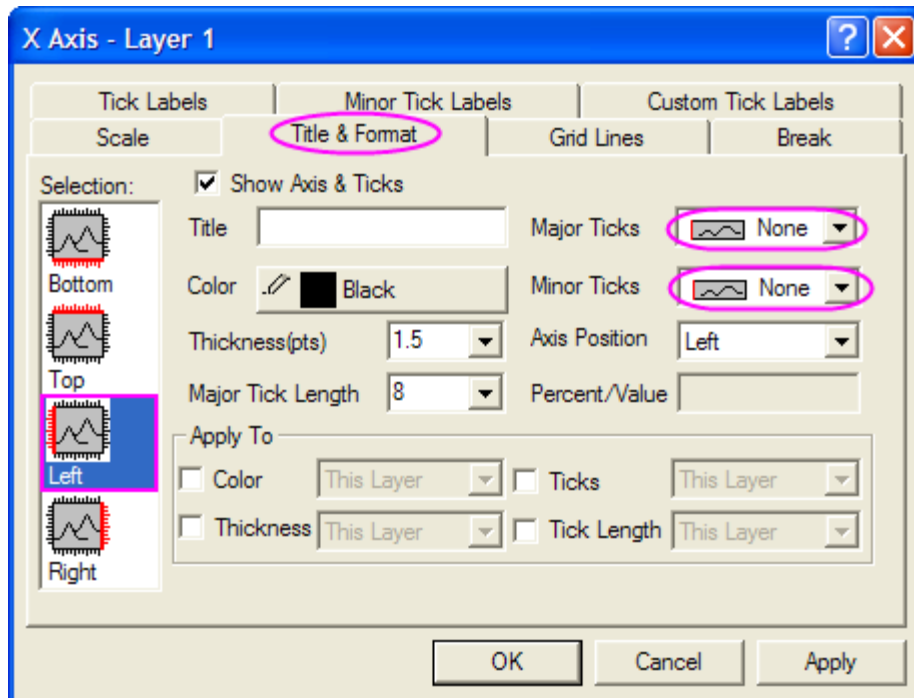 X Axis - Layer 1
Tick Labels Minor Tick Labels Custom Tick Labels
Scale Title & Format Grid Lines Break
Selection: Show Axis & Ticks
Title Major Ticks None
Bottom Color Black Minor Ticks None
Thickness(pts) 1.5 Axis Position Left
Top Major Tick Length 8 Percent/Value
Apply To
Left Color This Layer Ticks This Layer
Thickness This Layer Tick Length This Layer
Right
OK Cancel Apply